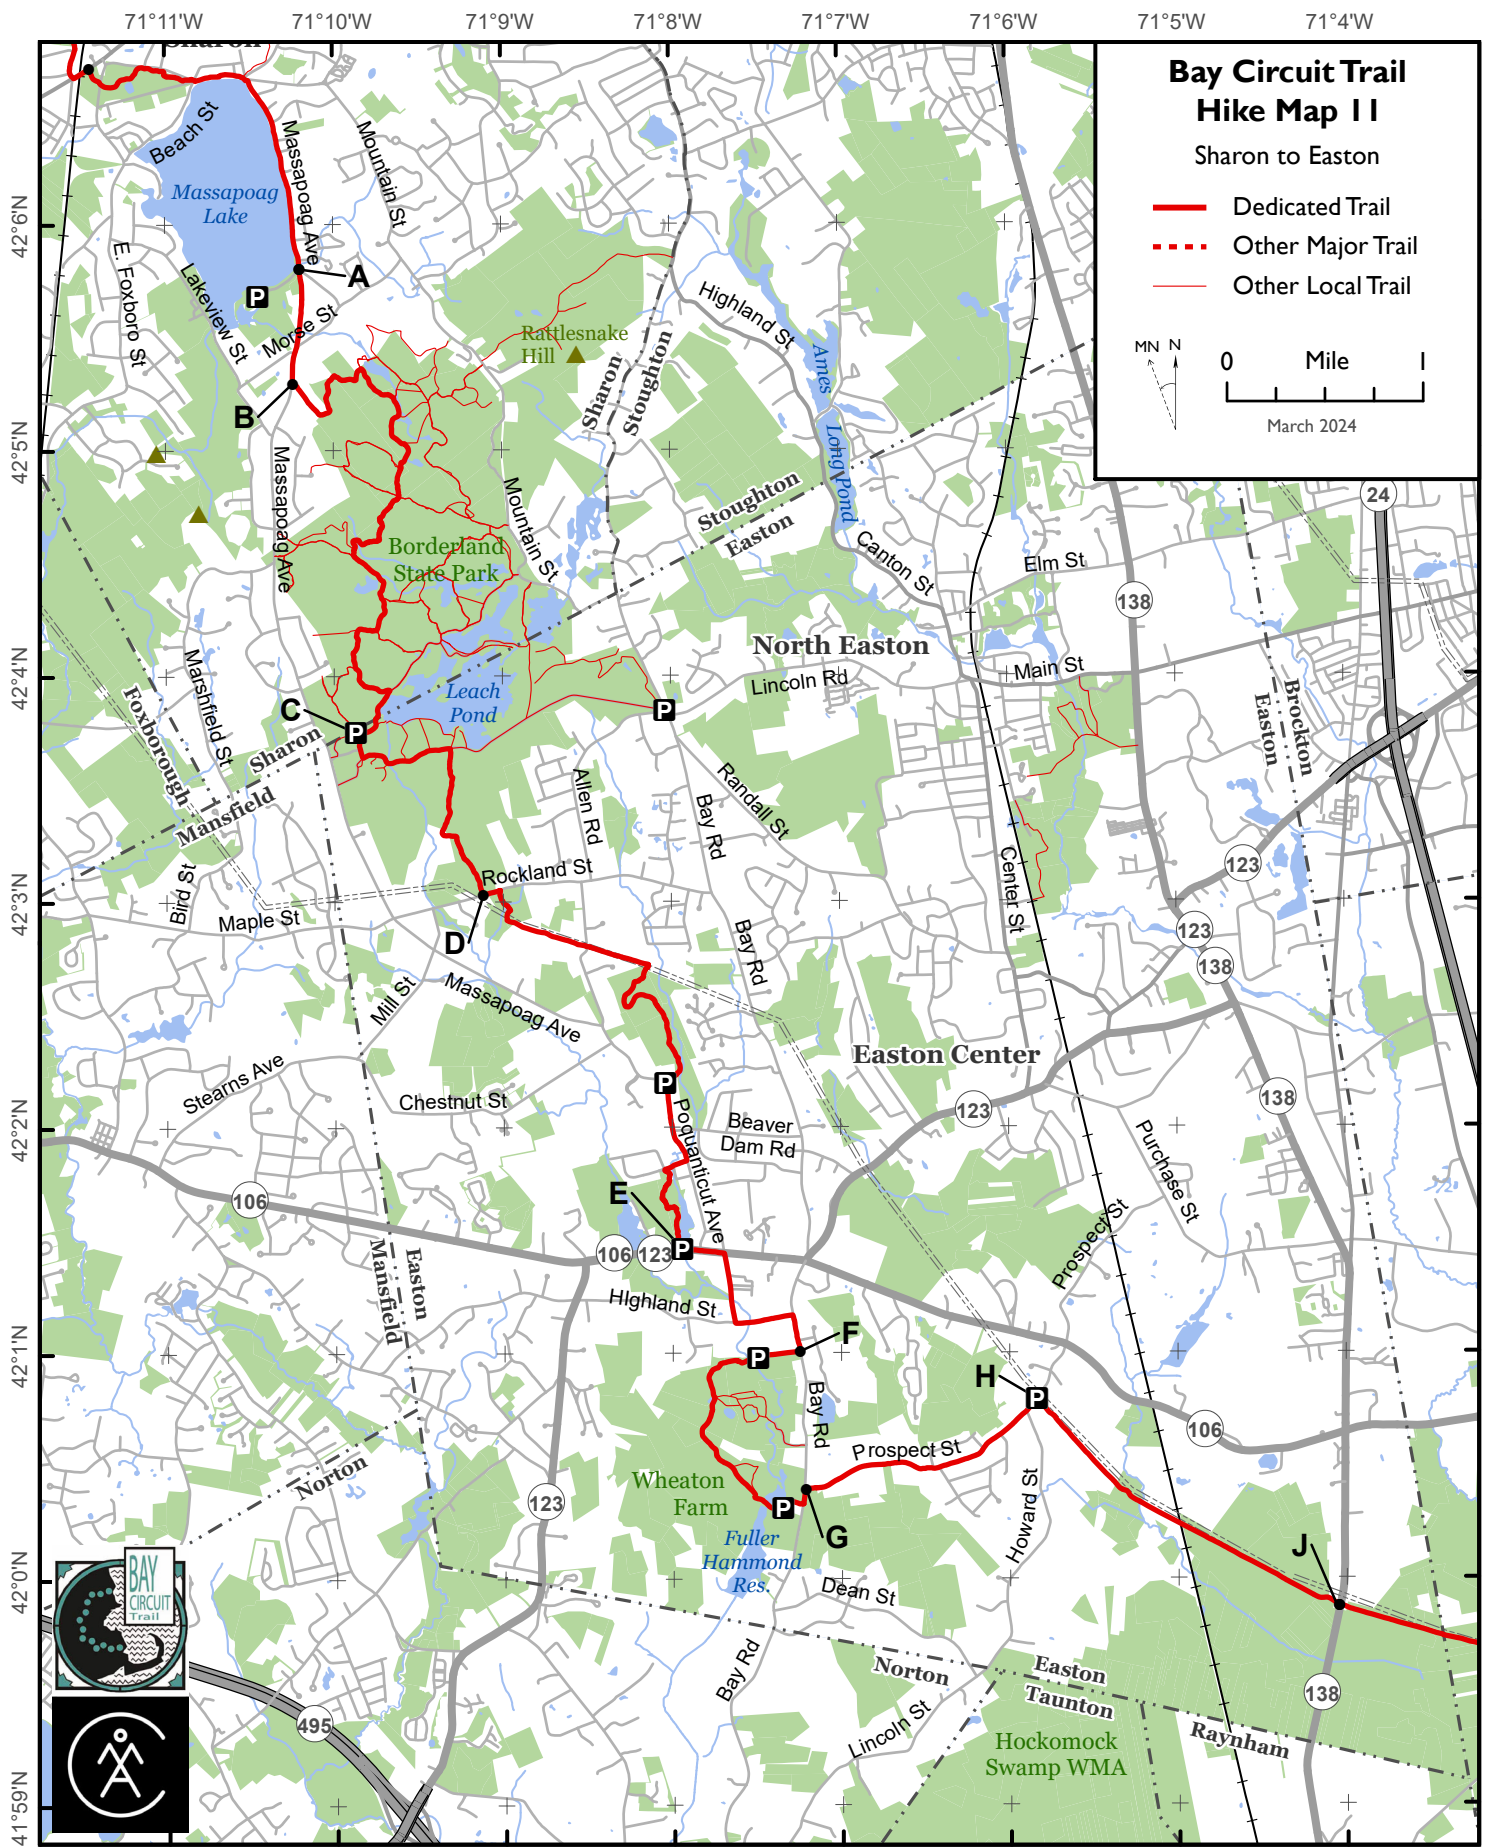 71°11'W
71°10'W
71°9'W
71°8'W
71°7'W
71°6'W
71°5'W
71°4'W
Sharon
Bay Circuit Trail
Hike Map 11
Sharon to Easton
Dedicated Trail
Other Major Trail
Other Local Trail
MN N
0 Mile 1
March 2024
Beach St
Massapoag Ave
Mountain St
Massapoag
Lake
42°6'N
E. Foxboro St
Lakeview St
A
P
Morse St
Highland St
Rattlesnake
Hill
Sharon
Stoughton
Ames
Long Pond
B
42°5'N
Massapoag Ave
Mountain St
Stoughton
Easton
24
Canton St
Elm St
138
Borderland
State Park
North Easton
Lincoln Rd
Main St
42°4'N
Marshfield St
Foxborough
Leach
Pond
C
P
P
Brockton
Easton
Sharon
Mansfield
Allen Rd
Bay Rd
Randall St
123
Center St
Bird St
Rockland St
42°3'N
Maple St
D
Bay Rd
123
138
Mill St
Massapoag Ave
Easton Center
Stearns Ave
Chestnut St
P
Poquanticut Ave
123
138
42°2'N
Beaver
Dam Rd
Purchase St
106
E
Prospect St
Easton
Mansfield
106
123
P
HIghland St
F
42°1'N
P
H
P
Bay Rd
106
Prospect St
Norton
Wheaton
Farm
123
P
G
Howard St
Fuller
Hammond
Res.
J
42°0'N
Dean St
BAY
CIRCUIT
Trail
Bay Rd
Norton
Easton
Taunton
138
Raynham
495
Lincoln St
Hockomock
Swamp WMA
41°59'N